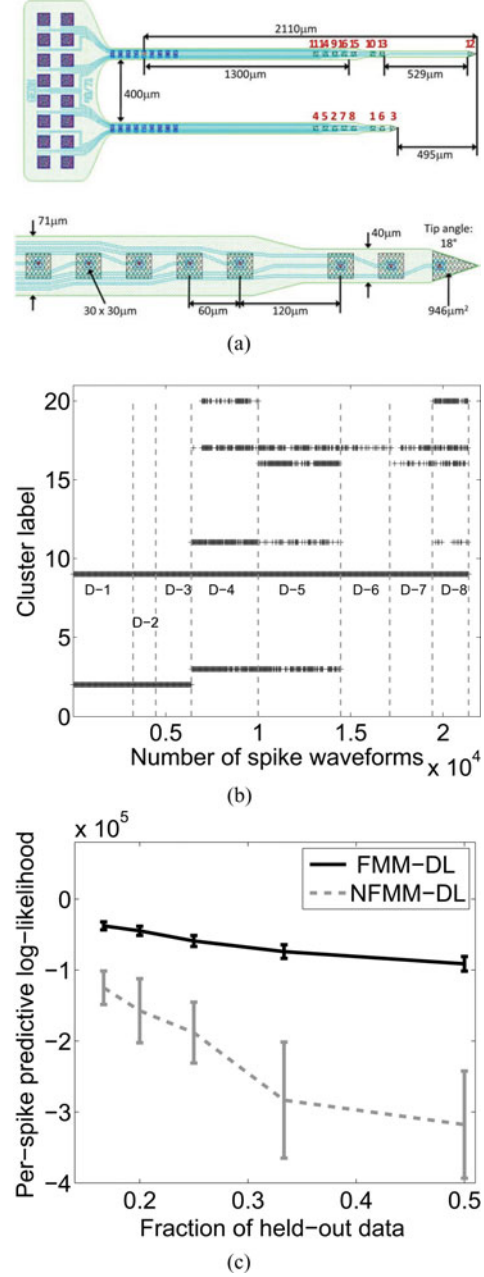 2110μm
11 14 9 16 15 10 13 12
1300μm
529μm
400μm
4 5 2 7 8 1 6 3
495μm
71μm
40μm
Tip angle:
18°
30 x 30μm
60μm
120μm
946μm²
(a)
20
15
10
5
0
Cluster label
D-1
D-2
D-3
D-4
D-5
D-6
D-7
D-8
0.5
1
1.5
2
Number of spike waveforms
x 10⁴
(b)
x 10⁵
0
−1
−2
−3
−4
Per−spike predictive log−likelihood
FMM−DL
NFMM−DL
0.2
0.3
0.4
0.5
Fraction of held−out data
(c)